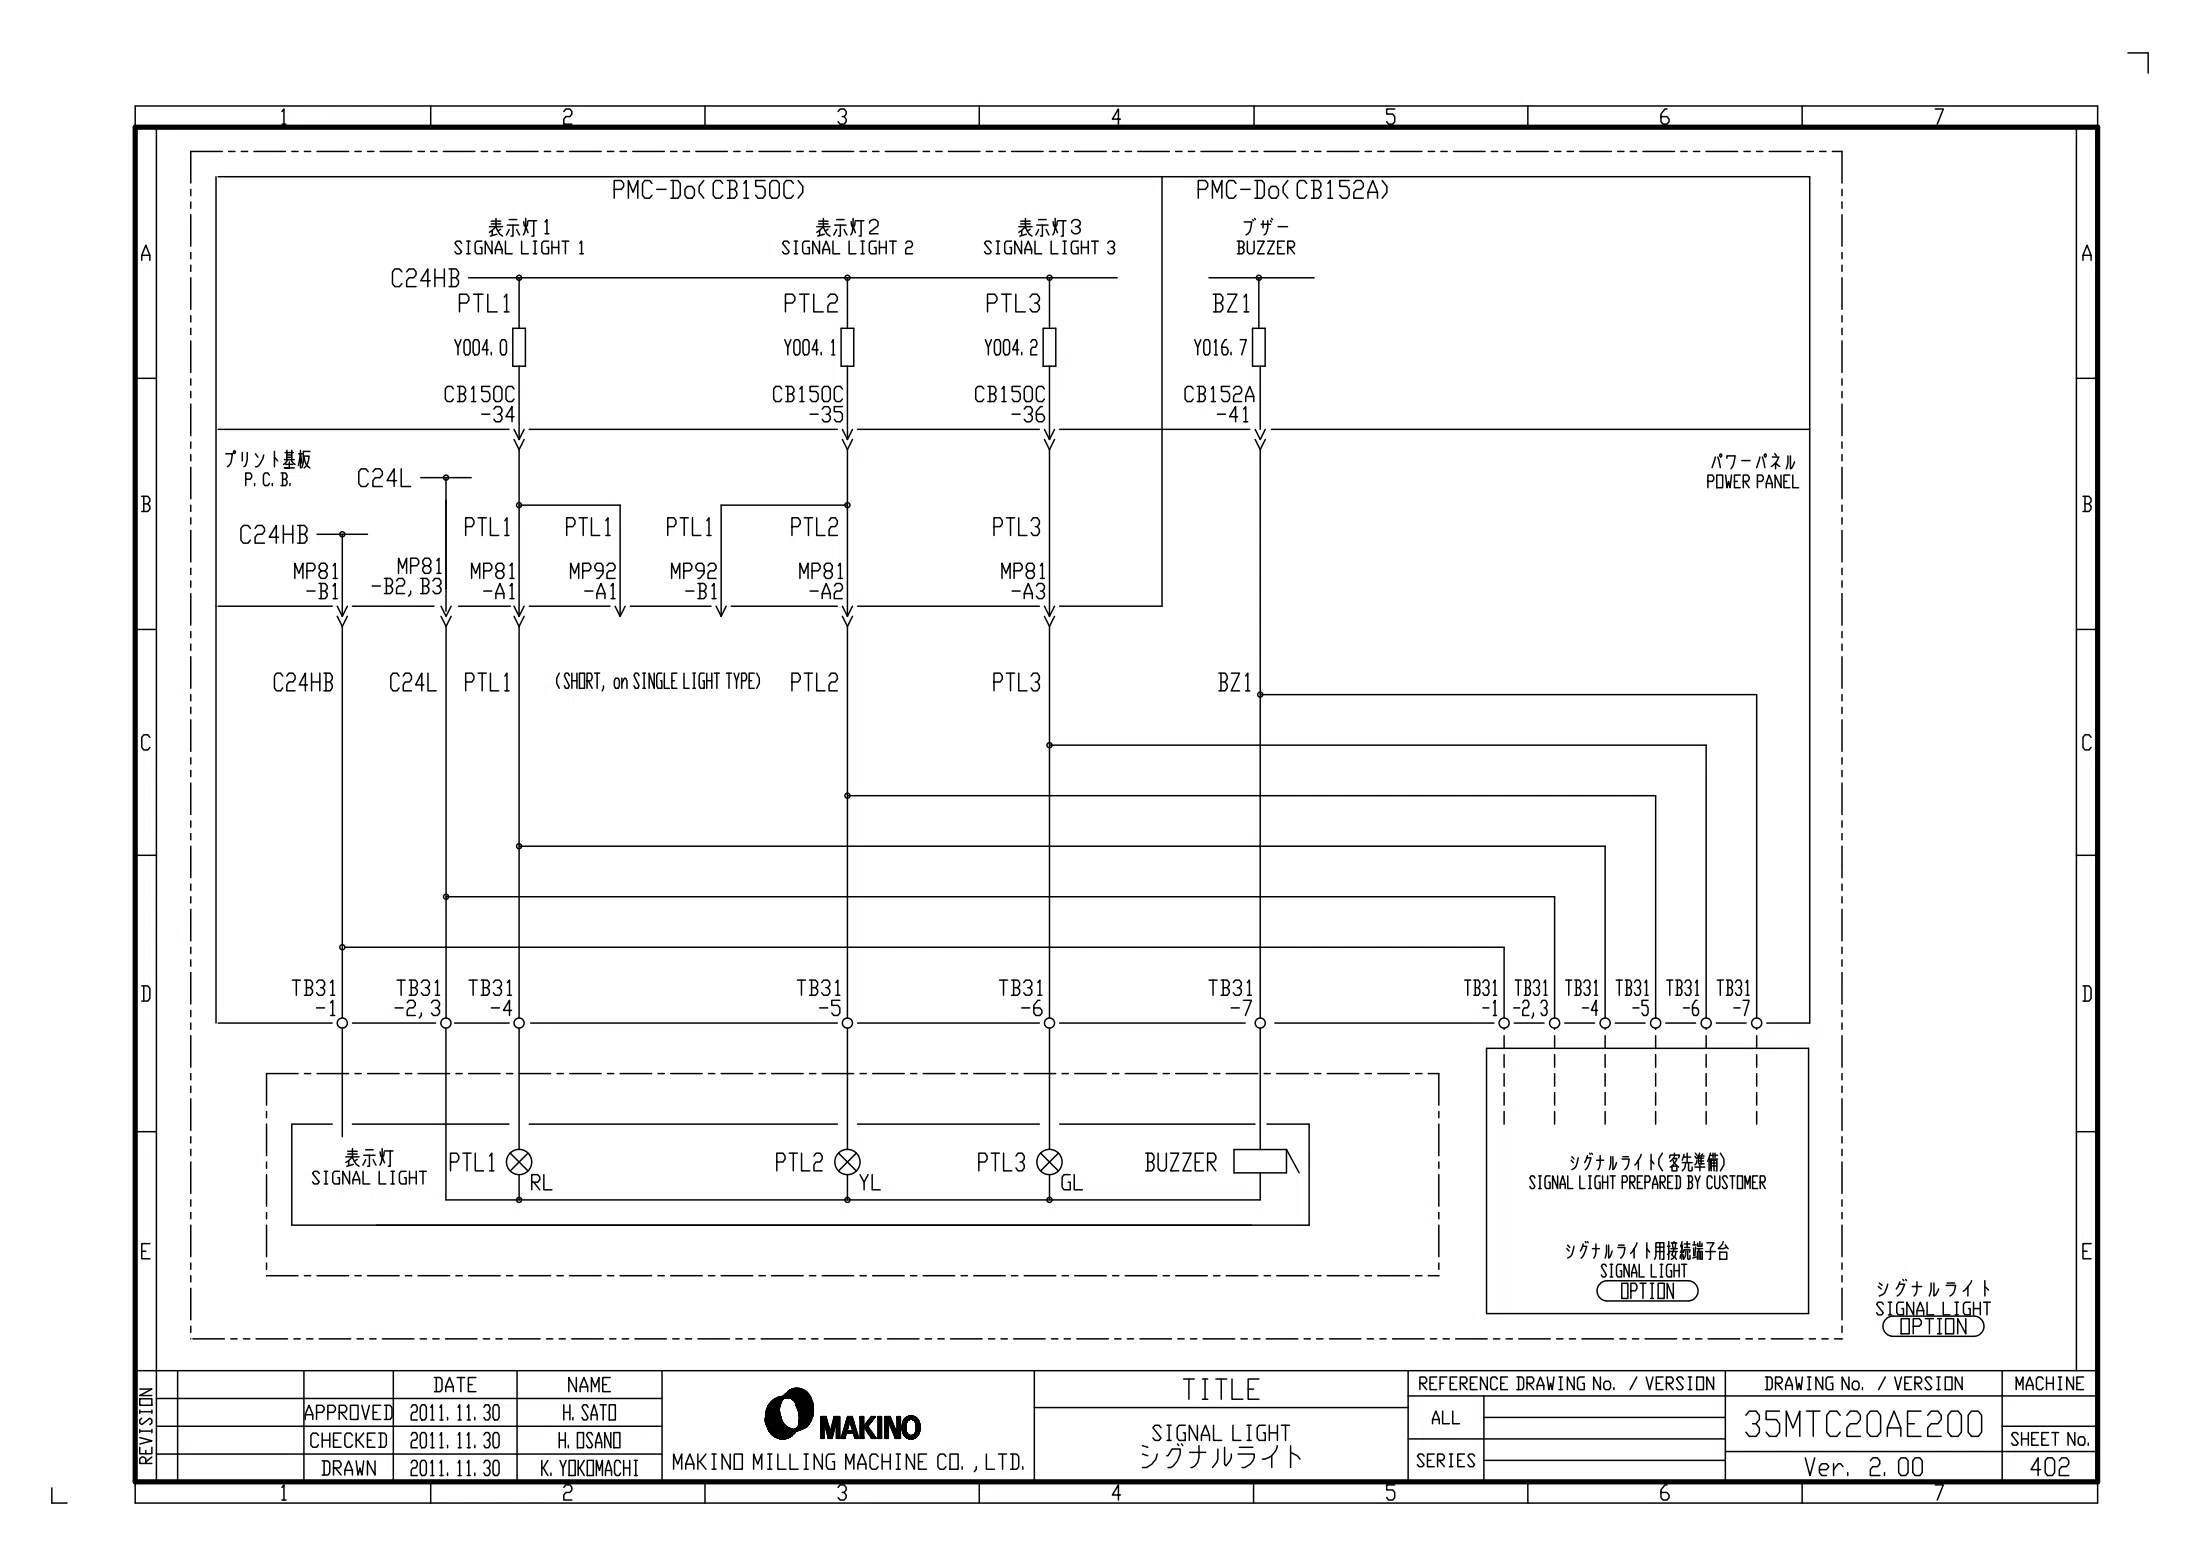 1 2 3 4 5 6 7
PMC-Do(CB150C) PMC-Do(CB152A)
表示灯1 表示灯2 表示灯3 ブザー
A SIGNAL LIGHT 1 SIGNAL LIGHT 2 SIGNAL LIGHT 3 BUZZER A
C24HB
PTL1 PTL2 PTL3 BZ1
Y004.0 Y004.1 Y004.2 Y016.7
CB150C CB150C CB150C CB152A
-34 -35 -36 -41
プリント基板 パワーパネル
P.C.B. C24L POWER PANEL
B B
C24HB PTL1 PTL1 PTL1 PTL2 PTL3
MP81 MP81 MP81 MP92 MP92 MP81 MP81
-B1 -B2,B3 -A1 -A1 -B1 -A2 -A3
C24HB C24L PTL1 (SHORT, on SINGLE LIGHT TYPE) PTL2 PTL3 BZ1
C C
TB31 TB31 TB31 TB31 TB31 TB31 TB31 TB31 TB31 TB31 TB31 TB31
D D
-1 -2,3 -4 -5 -6 -7 -1 -2,3 -4 -5 -6 -7
表示灯 PTL1 PTL2 PTL3 BUZZER シグナルライト(客先準備)
SIGNAL LIGHT RL YL GL SIGNAL LIGHT PREPARED BY CUSTOMER
E シグナルライト用接続端子台 E
SIGNAL LIGHT
OPTION
シグナルライト
SIGNAL LIGHT
OPTION
REVISION
DATE NAME
APPROVED 2011.11.30 H. SATO
CHECKED 2011.11.30 H. OSANO
DRAWN 2011.11.30 K. YOKOMACHI
MAKINO
MAKINO MILLING MACHINE CO.,LTD.
TITLE
SIGNAL LIGHT
シグナルライト
REFERENCE DRAWING No. / VERSION
ALL
SERIES
DRAWING No. / VERSION
35MTC20AE200
Ver. 2.00
MACHINE
SHEET No.
402
1 2 3 4 5 6 7